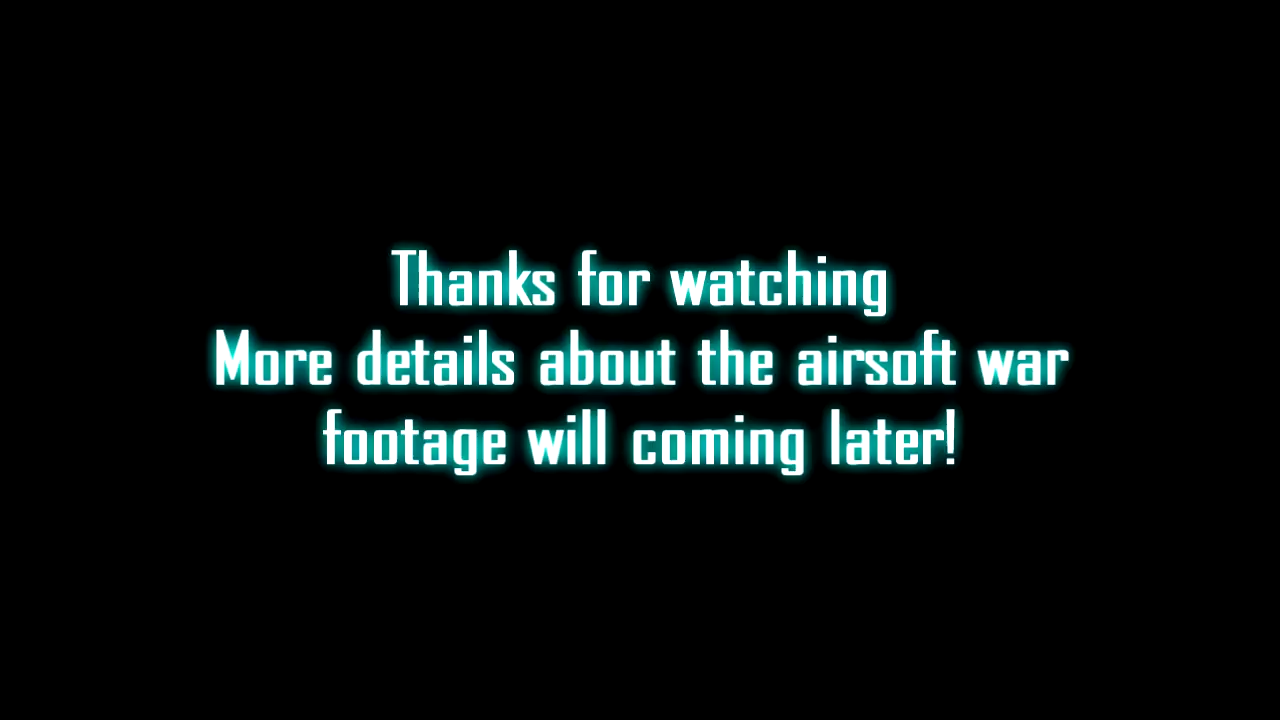 Thanks for watching
More details about the airsoft war
footage will coming later!